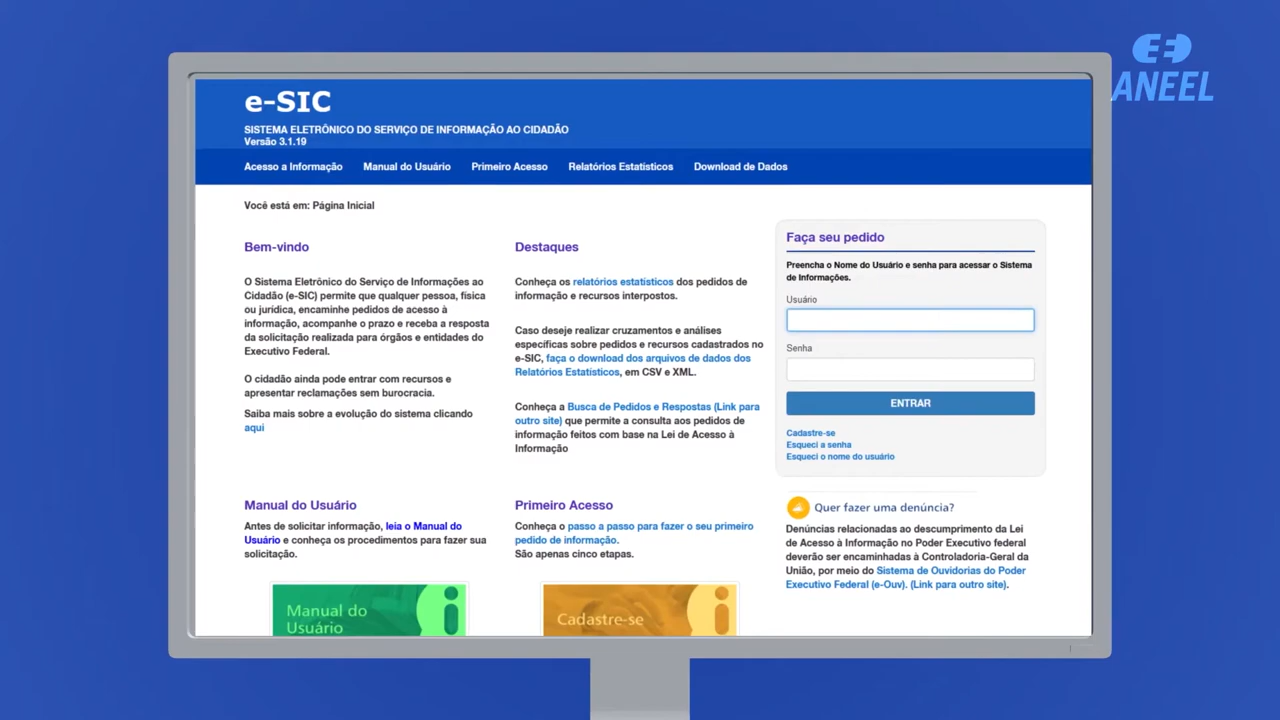 ANEEL
e-SIC
SISTEMA ELETRÔNICO DO SERVIÇO DE INFORMAÇÃO AO CIDADÃO
Versão 3.1.19
Acesso a Informação Manual do Usuário Primeiro Acesso Relatórios Estatísticos Download de Dados
Você está em: Página Inicial
Bem-vindo
O Sistema Eletrônico do Serviço de Informações ao
Cidadão (e-SIC) permite que qualquer pessoa, física
ou jurídica, encaminhe pedidos de acesso à
informação, acompanhe o prazo e receba a resposta
da solicitação realizada para órgãos e entidades do
Executivo Federal.
O cidadão ainda pode entrar com recursos e
apresentar reclamações sem burocracia.
Saiba mais sobre a evolução do sistema clicando
aqui
Destaques
Conheça os relatórios estatísticos dos pedidos de
informação e recursos interpostos.
Caso deseje realizar cruzamentos e análises
específicas sobre pedidos e recursos cadastrados no
e-SIC, faça o download dos arquivos de dados dos
Relatórios Estatísticos, em CSV e XML.
Conheça a Busca de Pedidos e Respostas (Link para
outro site) que permite a consulta aos pedidos de
informação feitos com base na Lei de Acesso à
Informação
Faça seu pedido
Preencha o Nome do Usuário e senha para acessar o Sistema
de Informações.
Usuário
Senha
ENTRAR
Cadastre-se
Esqueci a senha
Esqueci o nome do usuário
Manual do Usuário
Antes de solicitar informação, leia o Manual do
Usuário e conheça os procedimentos para fazer sua
solicitação.
Manual do
Usuário
Primeiro Acesso
Conheça o passo a passo para fazer o seu primeiro
pedido de informação.
São apenas cinco etapas.
Cadastre-se
Quer fazer uma denúncia?
Denúncias relacionadas ao descumprimento da Lei
de Acesso à Informação no Poder Executivo federal
deverão ser encaminhadas à Controladoria-Geral da
União, por meio do Sistema de Ouvidorias do Poder
Executivo Federal (e-Ouv). (Link para outro site).